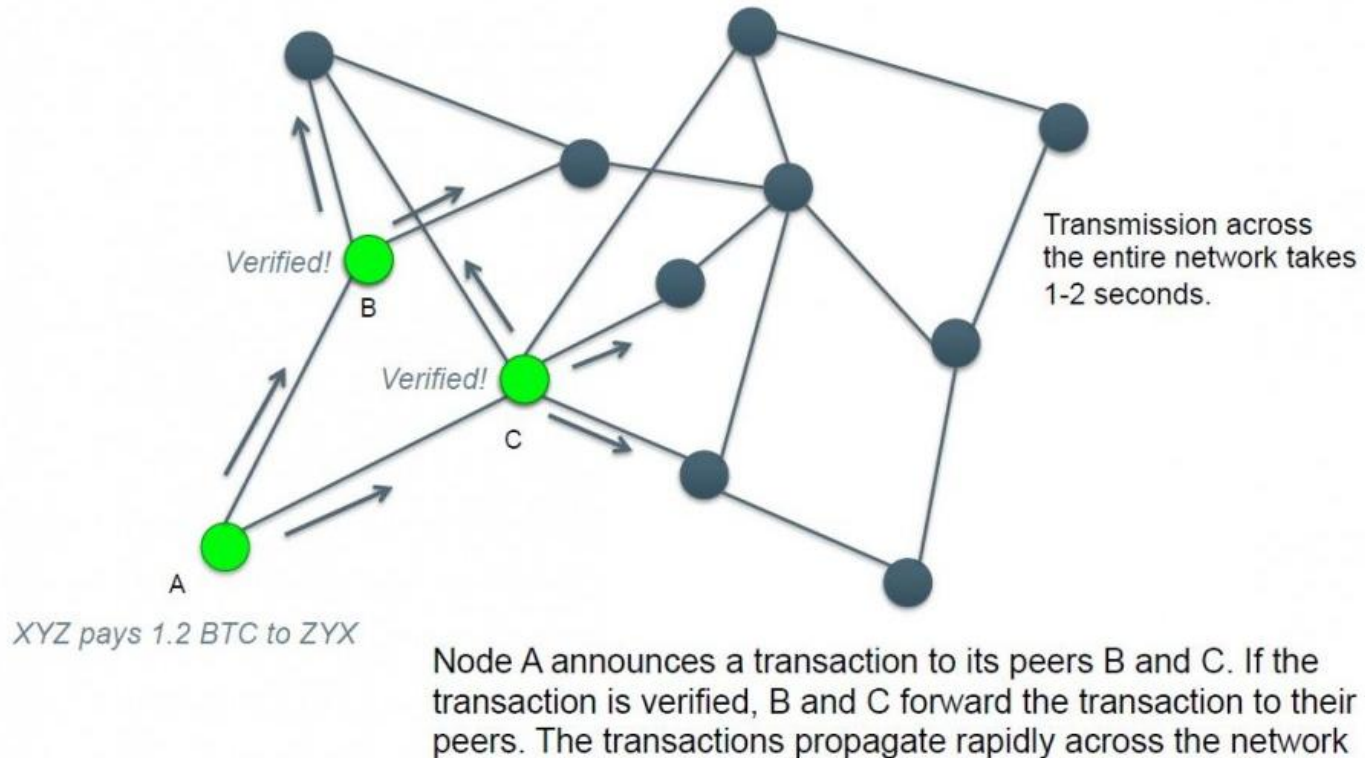 Verified!
B
Transmission across
the entire network takes
1-2 seconds.
Verified!
C
A
XYZ pays 1.2 BTC to ZYX
Node A announces a transaction to its peers B and C. If the
transaction is verified, B and C forward the transaction to their
peers. The transactions propagate rapidly across the network